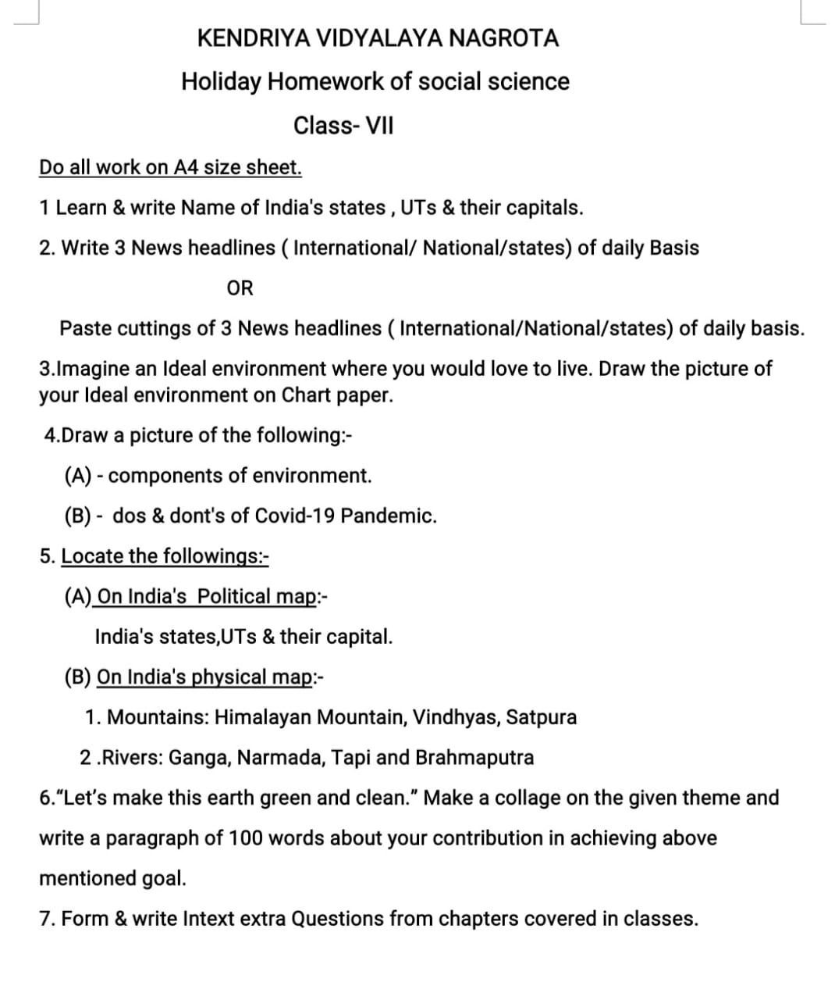 KENDRIYA VIDYALAYA NAGROTA
Holiday Homework of social science
Class- VII
Do all work on A4 size sheet.
1 Learn & write Name of India's states , UTs & their capitals.
2. Write 3 News headlines ( International/ National/states) of daily Basis
OR
Paste cuttings of 3 News headlines ( International/National/states) of daily basis.
3.Imagine an Ideal environment where you would love to live. Draw the picture of
your Ideal environment on Chart paper.
4.Draw a picture of the following:-
(A) - components of environment.
(B) -  dos & dont's of Covid-19 Pandemic.
5. Locate the followings:-
(A) On India's  Political map:-
India's states,UTs & their capital.
(B) On India's physical map:-
1. Mountains: Himalayan Mountain, Vindhyas, Satpura
2 .Rivers: Ganga, Narmada, Tapi and Brahmaputra
6.“Let’s make this earth green and clean.” Make a collage on the given theme and
write a paragraph of 100 words about your contribution in achieving above
mentioned goal.
7. Form & write Intext extra Questions from chapters covered in classes.